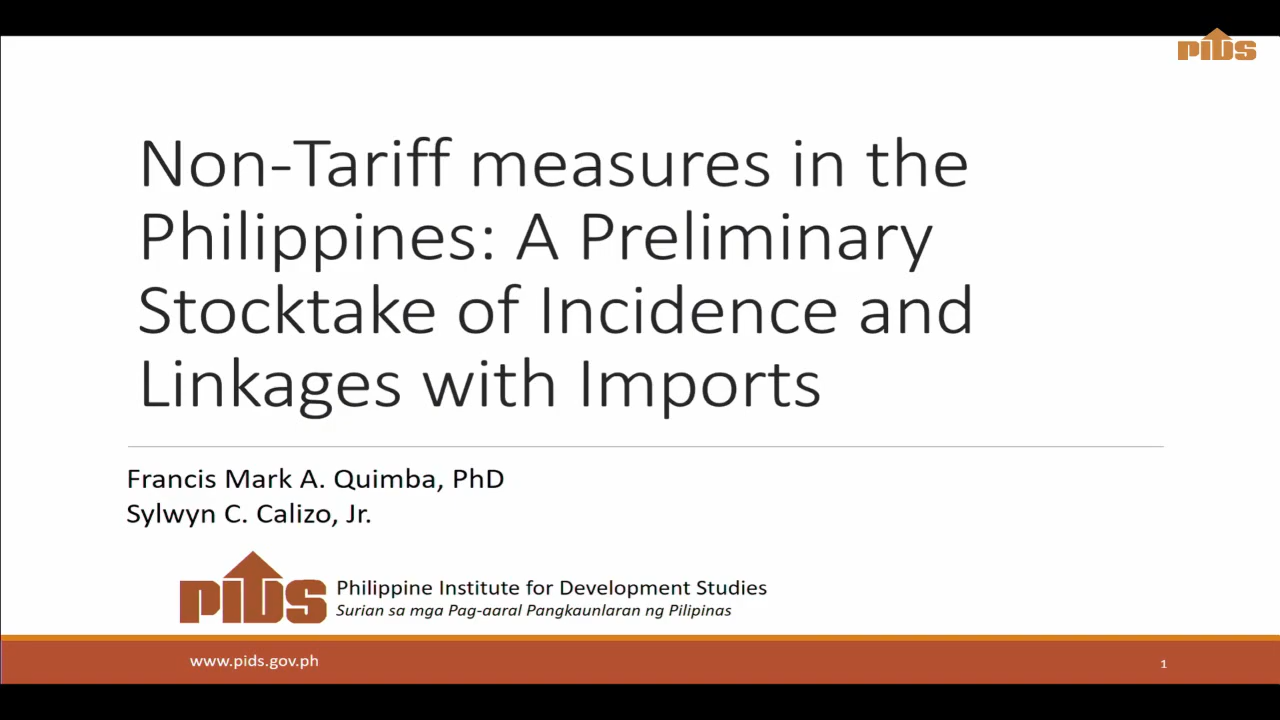 PIDS
Non-Tariff measures in the
Philippines: A Preliminary
Stocktake of Incidence and
Linkages with Imports
Francis Mark A. Quimba, PhD
Sylwyn C. Calizo, Jr.
PIDS
Philippine Institute for Development Studies
Surian sa mga Pag-aaral Pangkaunlaran ng Pilipinas
www.pids.gov.ph
1